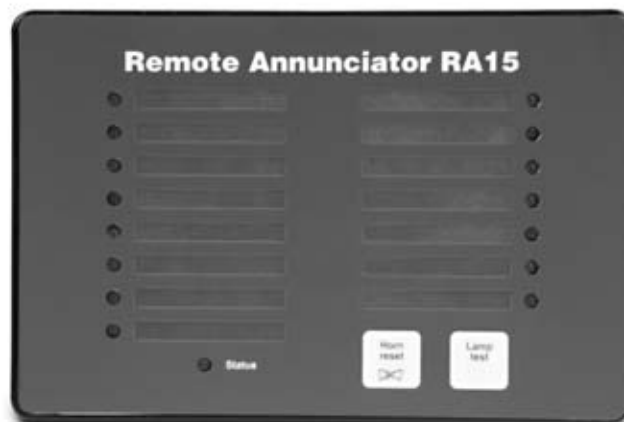 Remote Annunciator RA15
Status
Horn
reset
Lamp
test